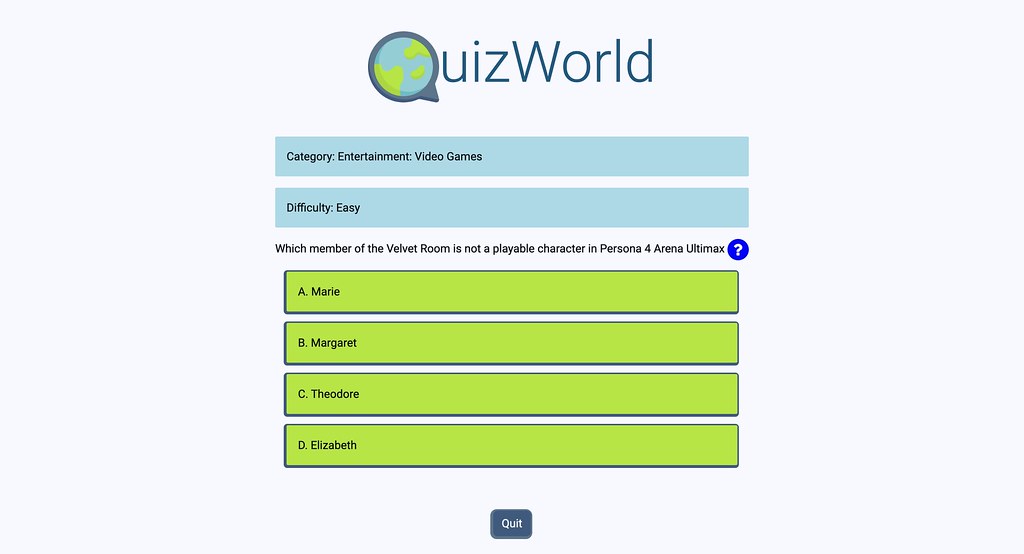 QuizWorld
Category: Entertainment: Video Games
Difficulty: Easy
Which member of the Velvet Room is not a playable character in Persona 4 Arena Ultimax ?
A. Marie
B. Margaret
C. Theodore
D. Elizabeth
Quit